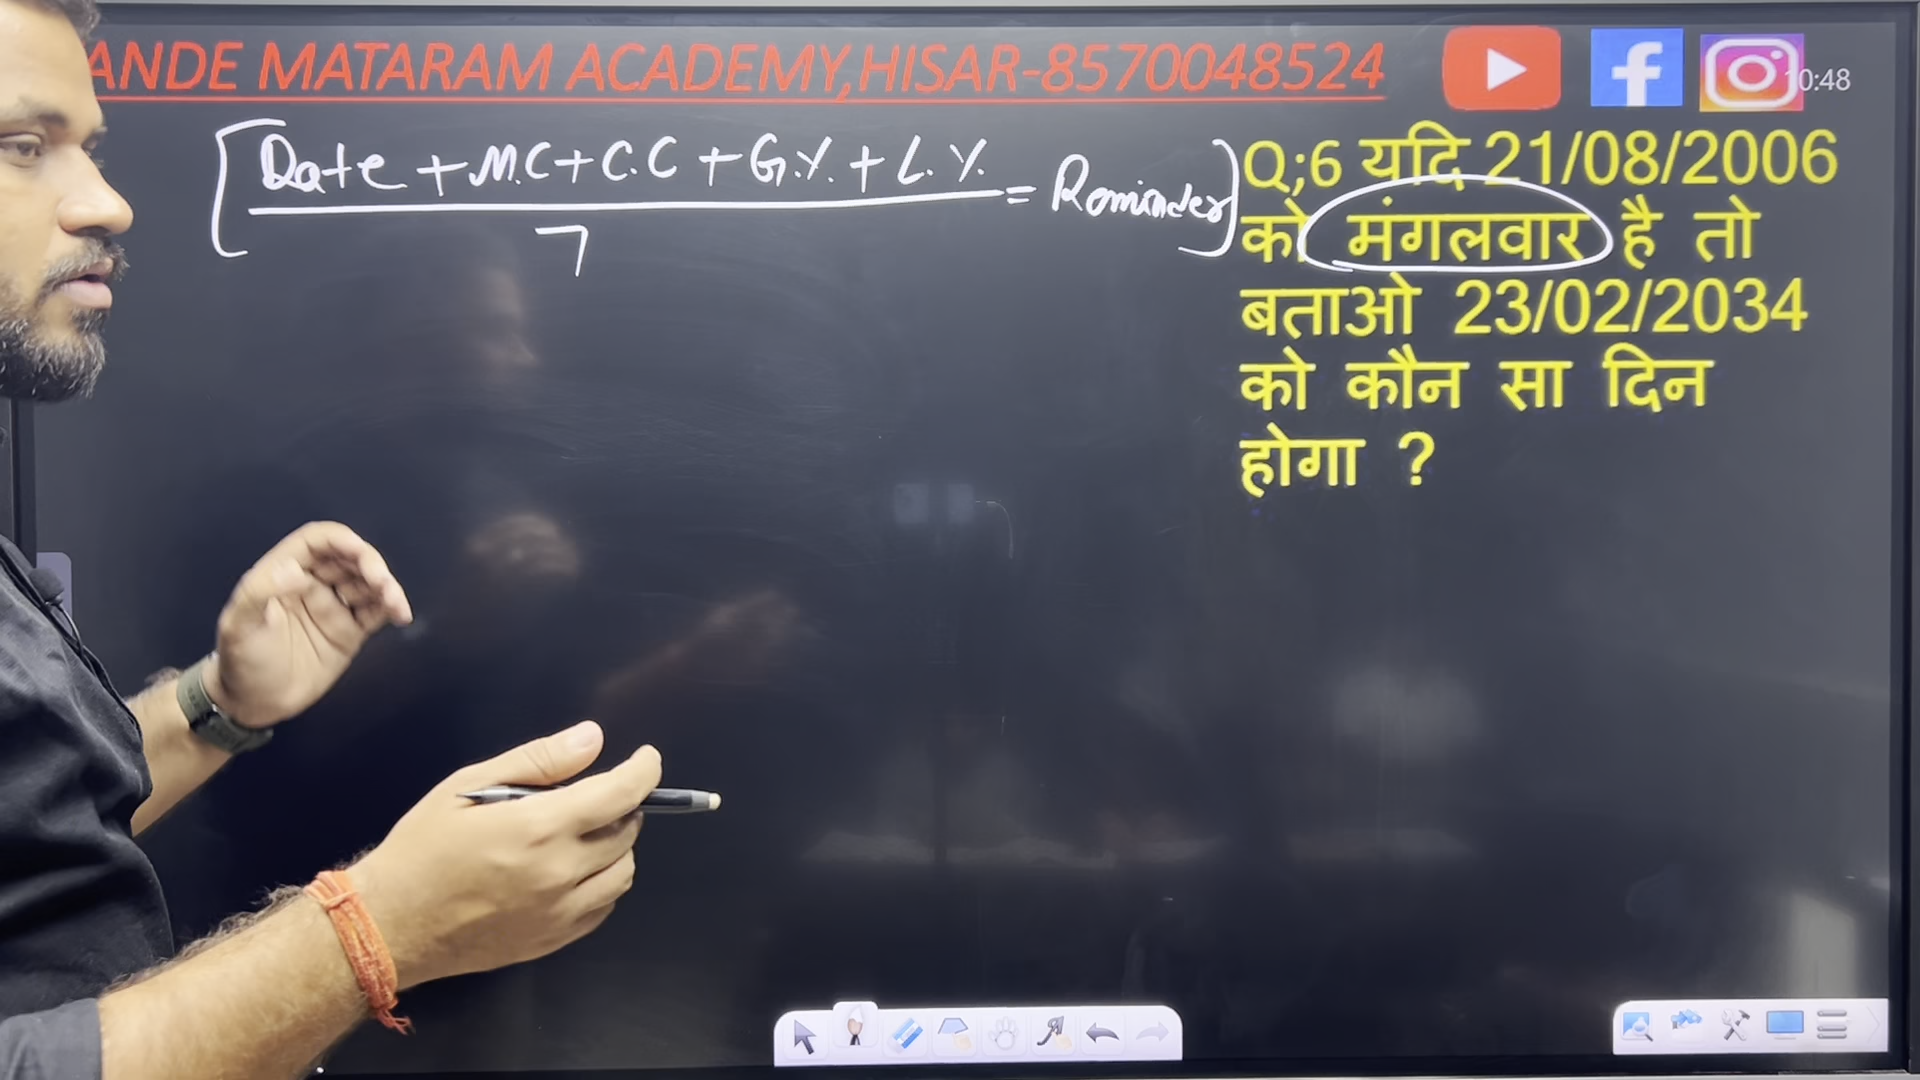 ANDE MATARAM ACADEMY,HISAR-8570048524
10:48
Date + M.C + C.C + G.Y. + L.Y. = Reminder
7
Q;6 यदि 21/08/2006
को मंगलवार है तो
बताओ 23/02/2034
को कौन सा दिन
होगा ?